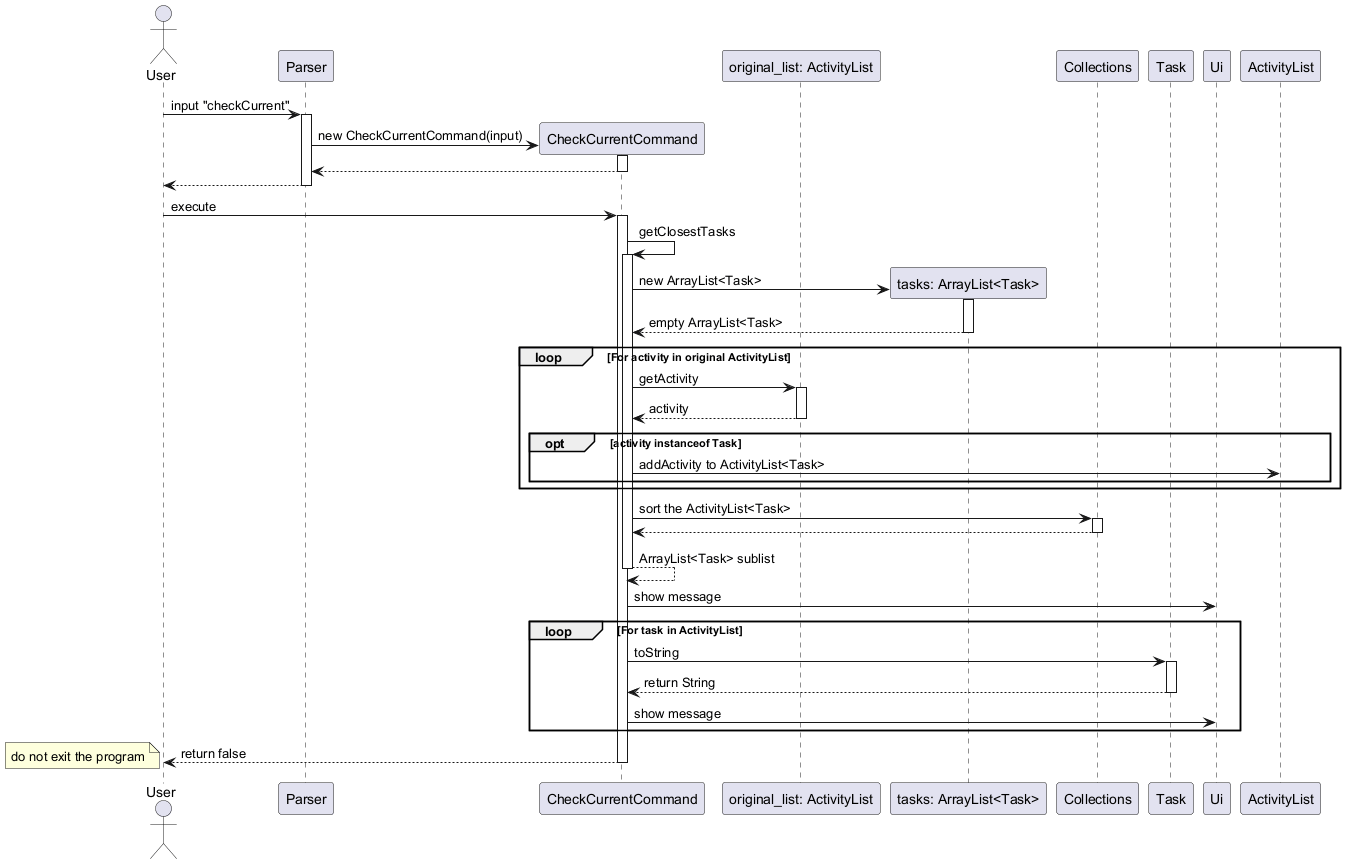 User
Parser
original_list: ActivityList
Collections
Task
Ui
ActivityList
input "checkCurrent"
new CheckCurrentCommand(input)
CheckCurrentCommand
execute
getClosestTasks
new ArrayList<Task>
tasks: ArrayList<Task>
empty ArrayList<Task>
loop
[For activity in original ActivityList]
getActivity
activity
opt
[activity instanceof Task]
addActivity to ActivityList<Task>
sort the ActivityList<Task>
ArrayList<Task> sublist
show message
loop
[For task in ActivityList]
toString
return String
show message
do not exit the program
return false
User
Parser
CheckCurrentCommand
original_list: ActivityList
tasks: ArrayList<Task>
Collections
Task
Ui
ActivityList